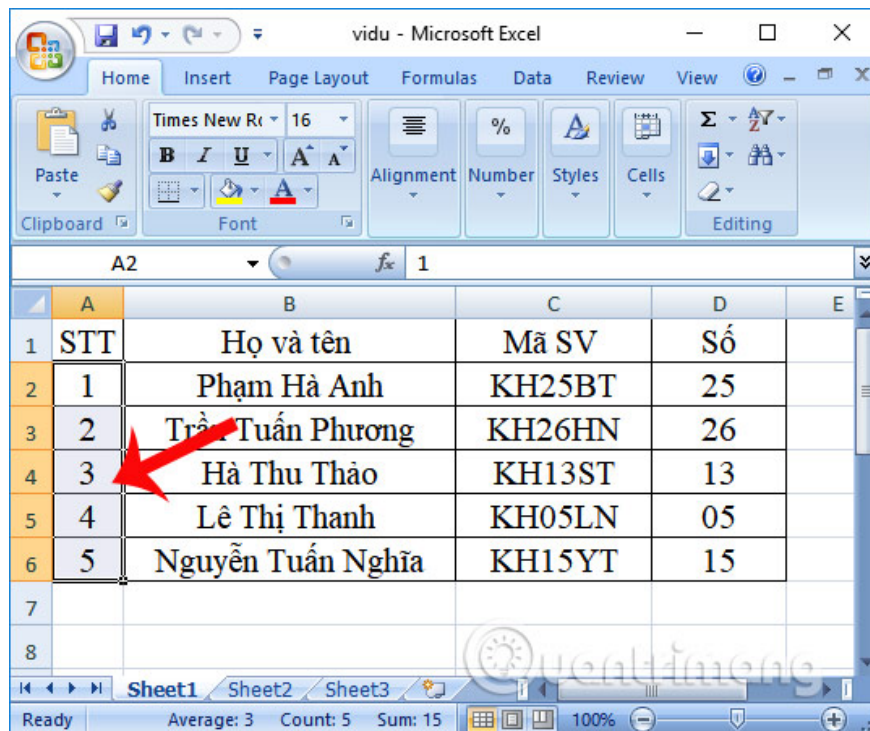 vidu - Microsoft Excel
Home Insert Page Layout Formulas Data Review View
Times New Ro 16
B I U A A
Paste Alignment Number Styles Cells
Clipboard Font Editing
A2 fx 1
A B C D E
1 STT Họ và tên Mã SV Số
2 1 Phạm Hà Anh KH25BT 25
3 2 Trần Tuấn Phương KH26HN 26
4 3 Hà Thu Thảo KH13ST 13
5 4 Lê Thị Thanh KH05LN 05
6 5 Nguyễn Tuấn Nghĩa KH15YT 15
7
8
Quantrimang
Sheet1 Sheet2 Sheet3
Ready Average: 3 Count: 5 Sum: 15 100%